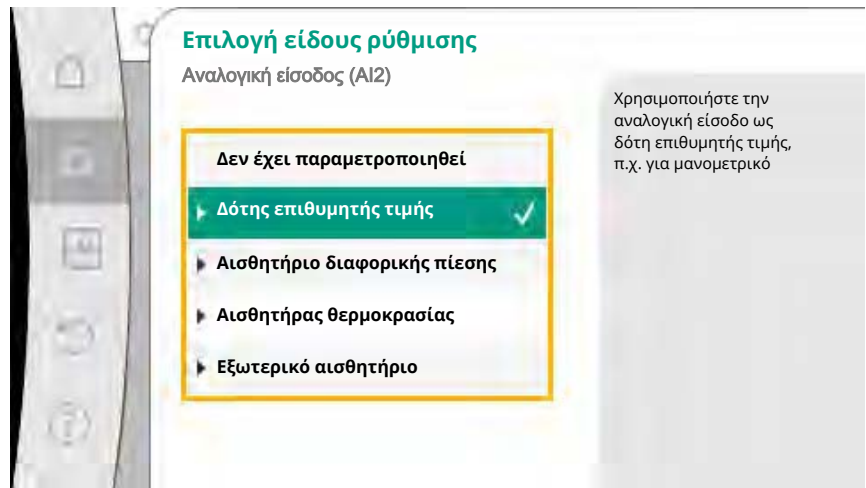 Επιλογή είδους ρύθμισης
Αναλογική είσοδος (AI2)
Δεν έχει παραμετροποιηθεί
Δότης επιθυμητής τιμής
Αισθητήριο διαφορικής πίεσης
Αισθητήρας θερμοκρασίας
Εξωτερικό αισθητήριο
Χρησιμοποιήστε την
αναλογική είσοδο ως
δότη επιθυμητής τιμής,
π.χ. για μανομετρικό